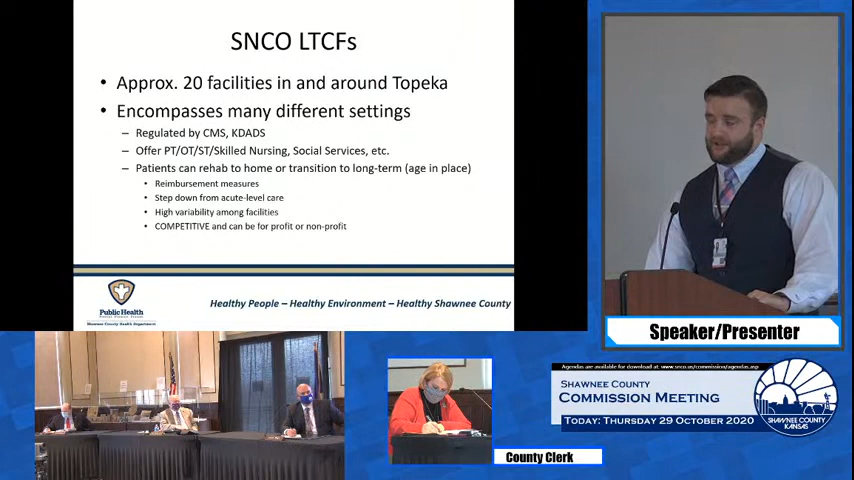 SNCO LTCFs
• Approx. 20 facilities in and around Topeka
• Encompasses many different settings
– Regulated by CMS, KDADS
– Offer PT/OT/ST/Skilled Nursing, Social Services, etc.
– Patients can rehab to home or transition to long-term (age in place)
• Reimbursement measures
• Step down from acute-level care
• High variability among facilities
• COMPETITIVE and can be for profit or non-profit
Public Health
Shawnee County Health Department
Healthy People – Healthy Environment – Healthy Shawnee County
Speaker/Presenter
County Clerk
Agendas are available for download at www.snco.us/commission/agendas.asp
SHAWNEE COUNTY
COMMISSION MEETING
TODAY: THURSDAY 29 OCTOBER 2020
SHAWNEE COUNTY
KANSAS